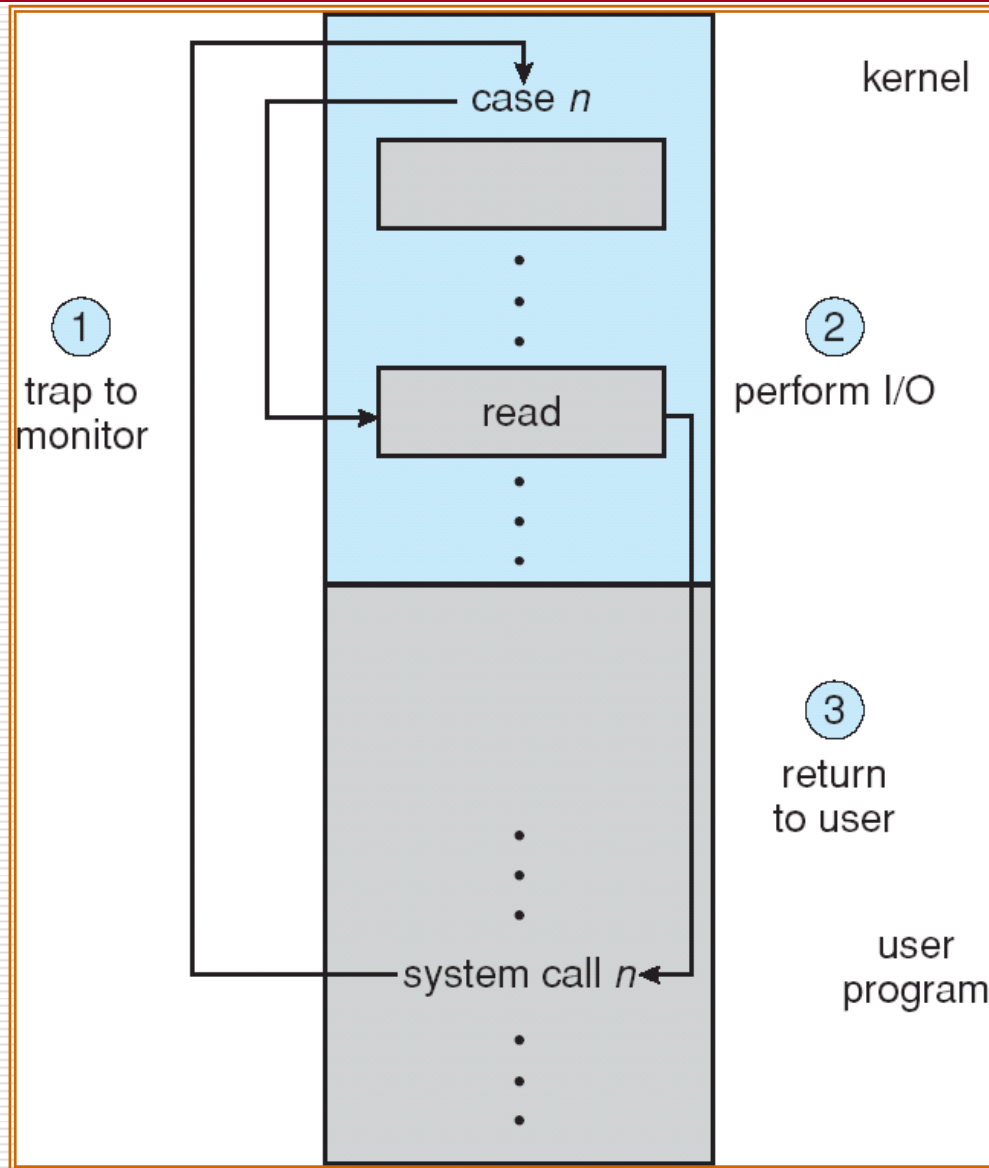 case n
kernel
1
trap to
monitor
2
perform I/O
read
3
return
to user
system call n
user
program